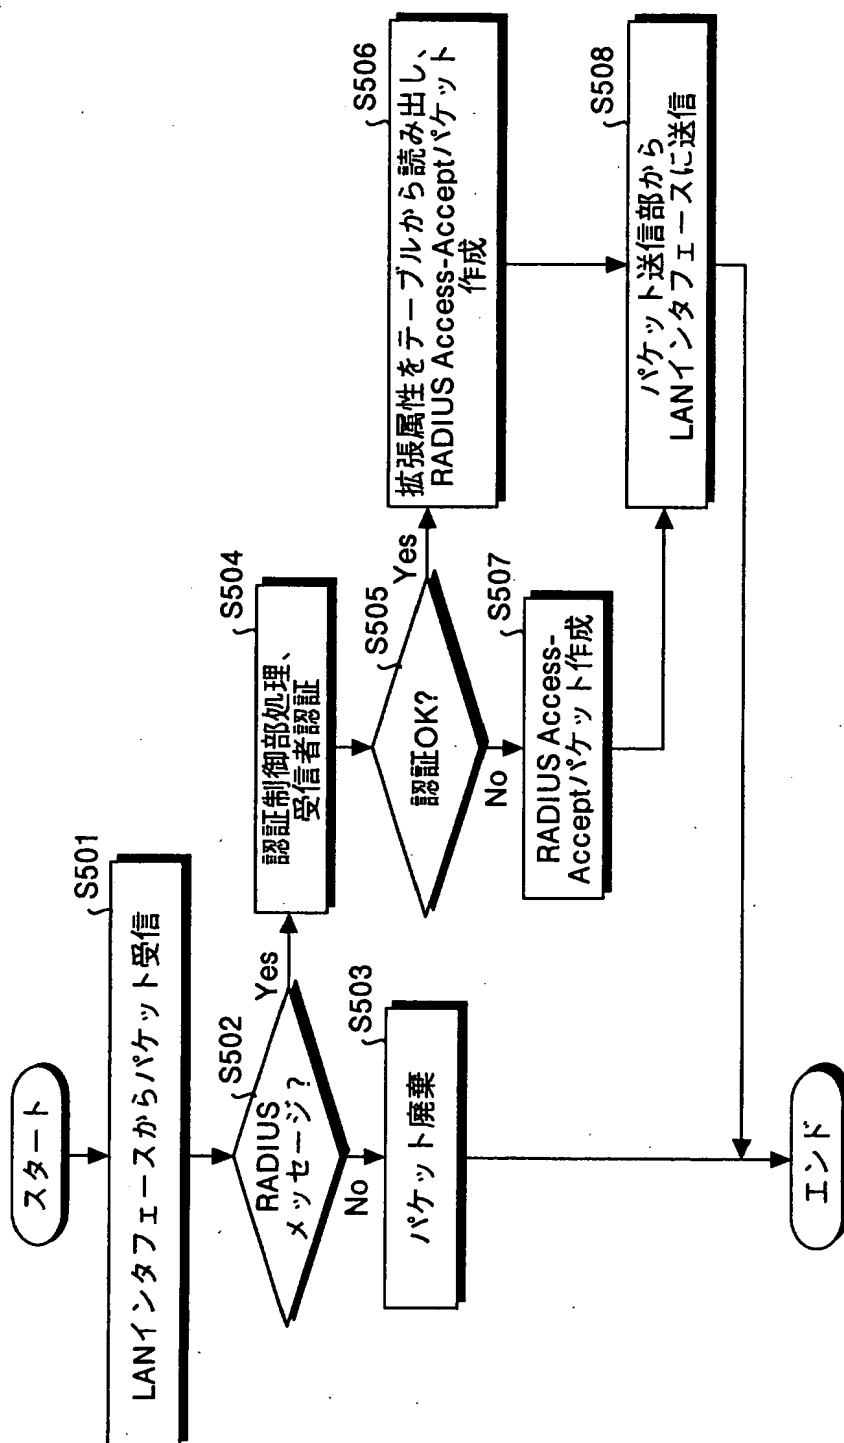 スタート
S501
LANインタフェースからパケット受信
S502
RADIUS
メッセージ?
Yes
No
S503
パケット廃棄
S504
認証制御部処理、
受信者認証
S505
認証OK?
Yes
No
S506
拡張属性をテーブルから読み出し、
RADIUS Access-Acceptパケット
作成
S507
RADIUS Access-
Acceptパケット作成
S508
パケット送信部から
LANインタフェースに送信
エンド